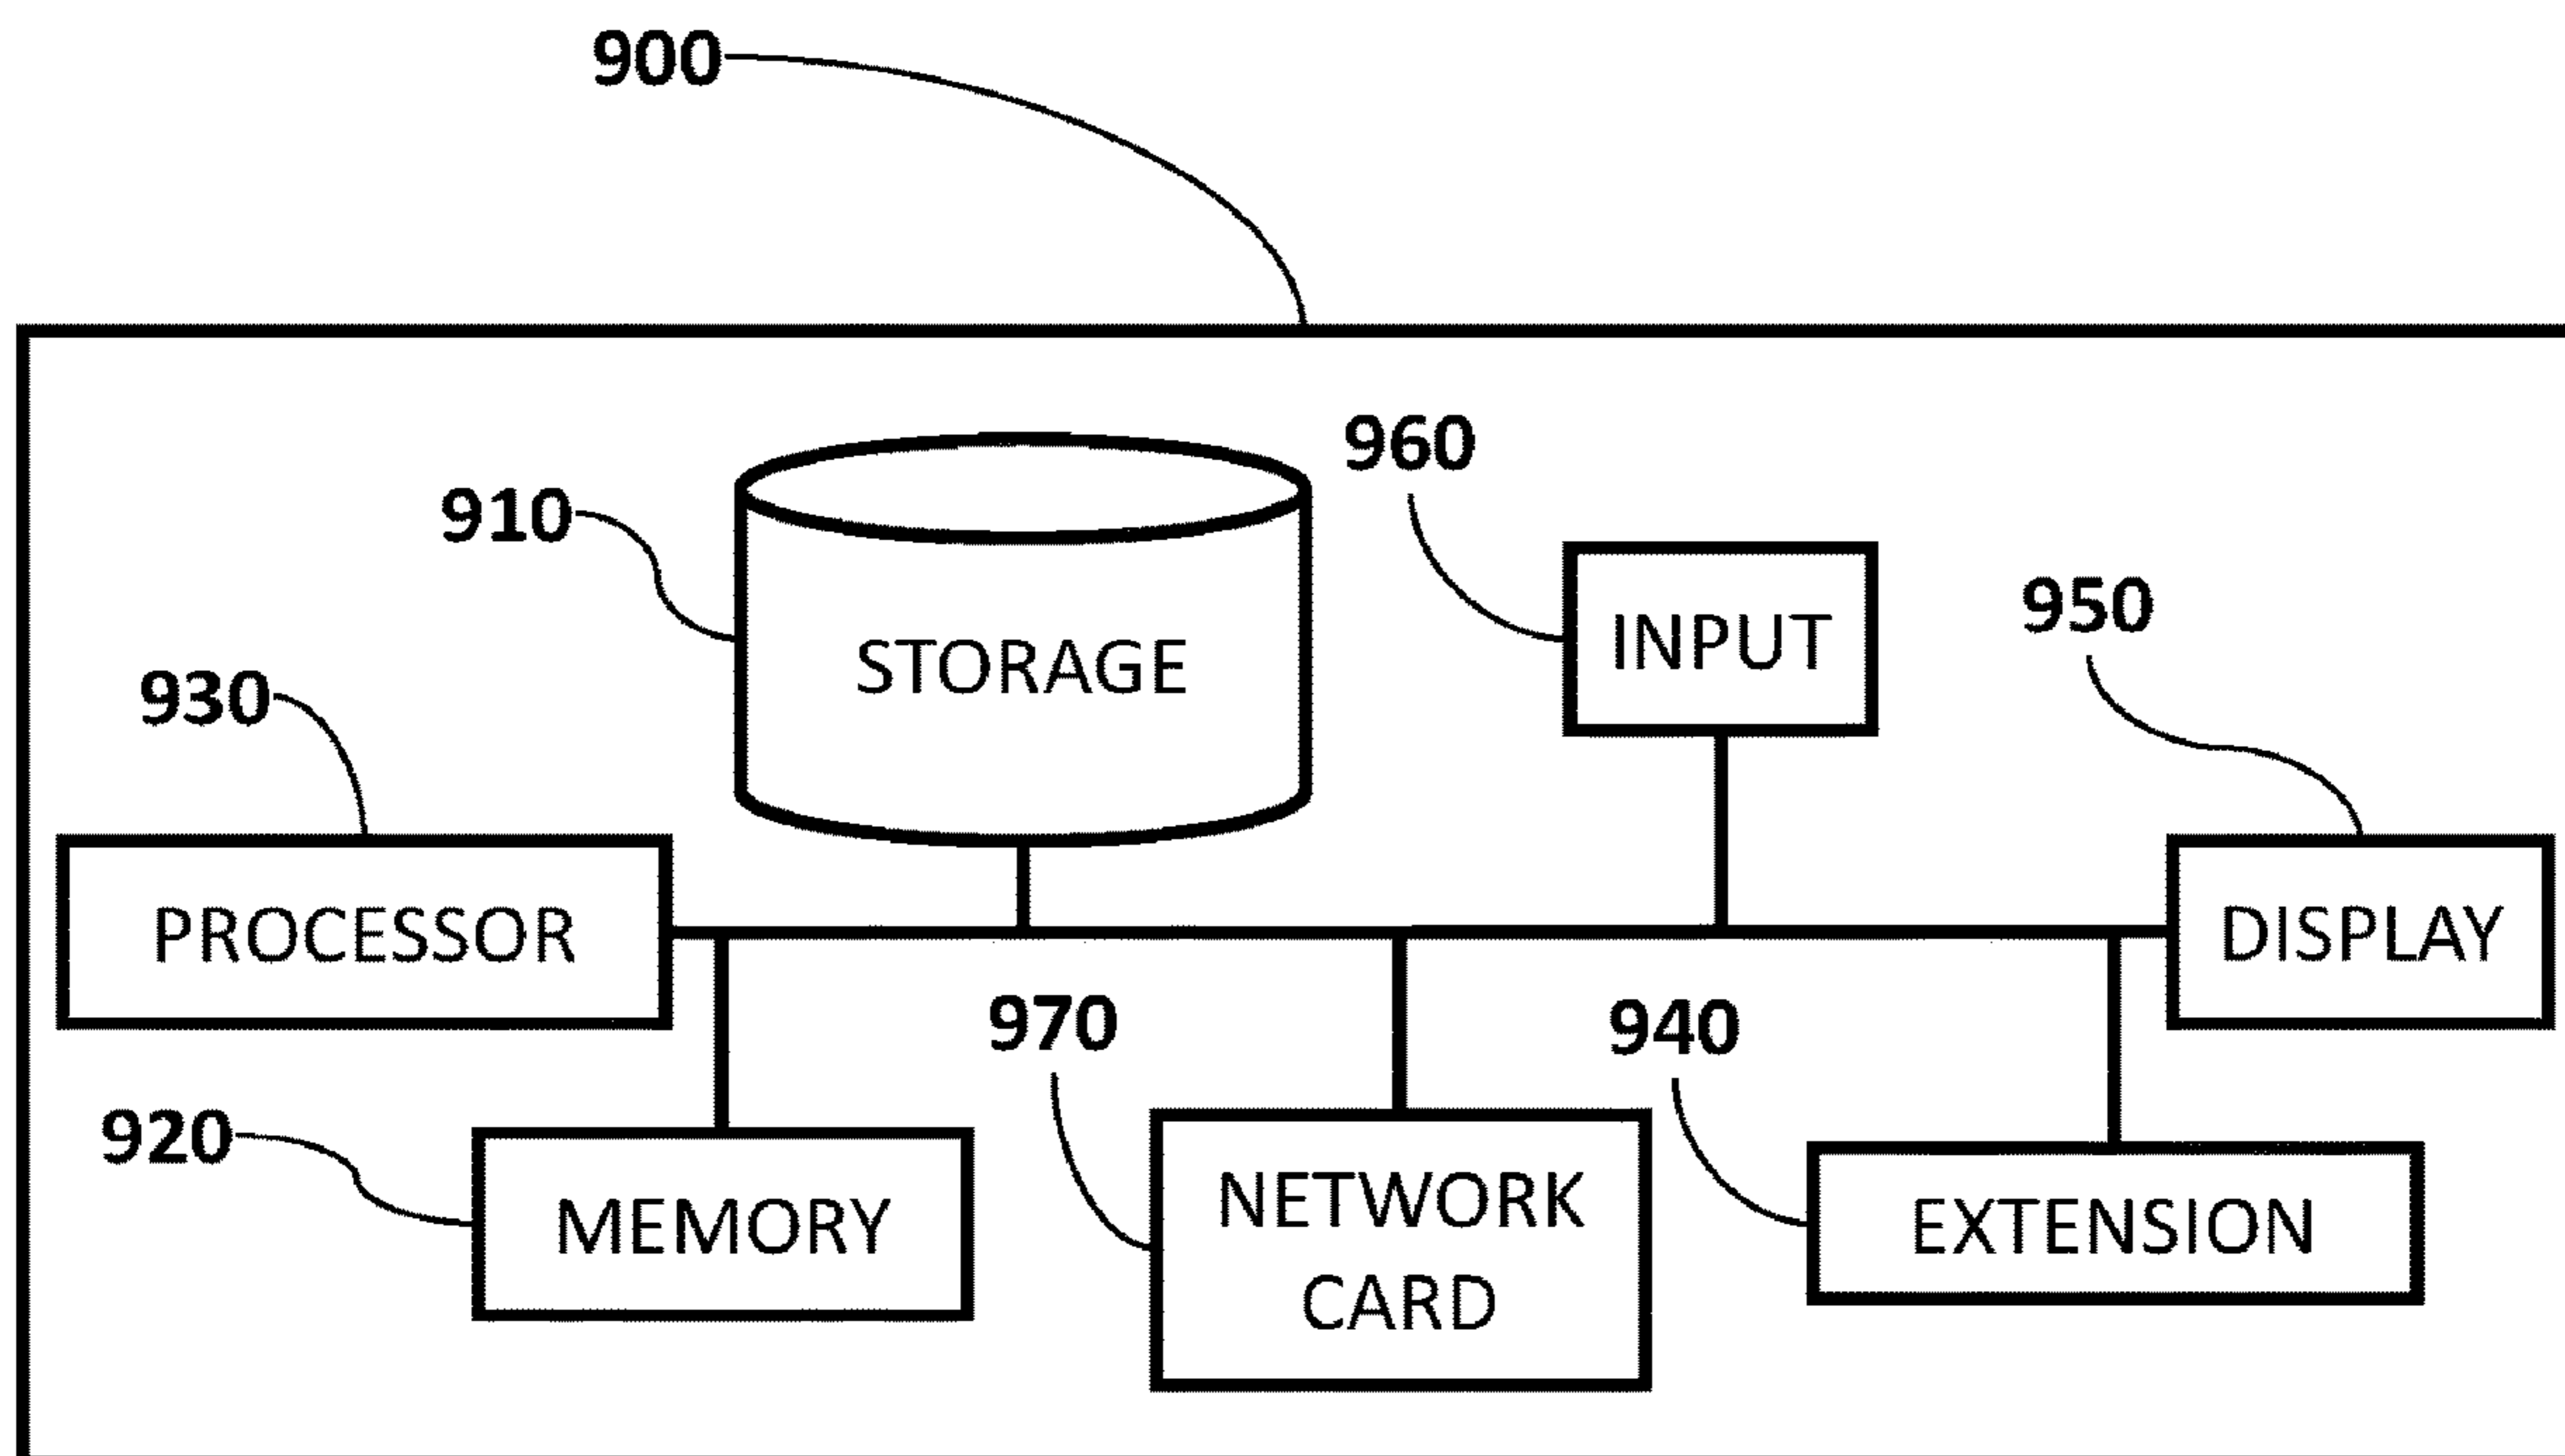 900
960
910
INPUT
950
STORAGE
930
PROCESSOR
DISPLAY
970
940
920
MEMORY
NETWORK
CARD
EXTENSION